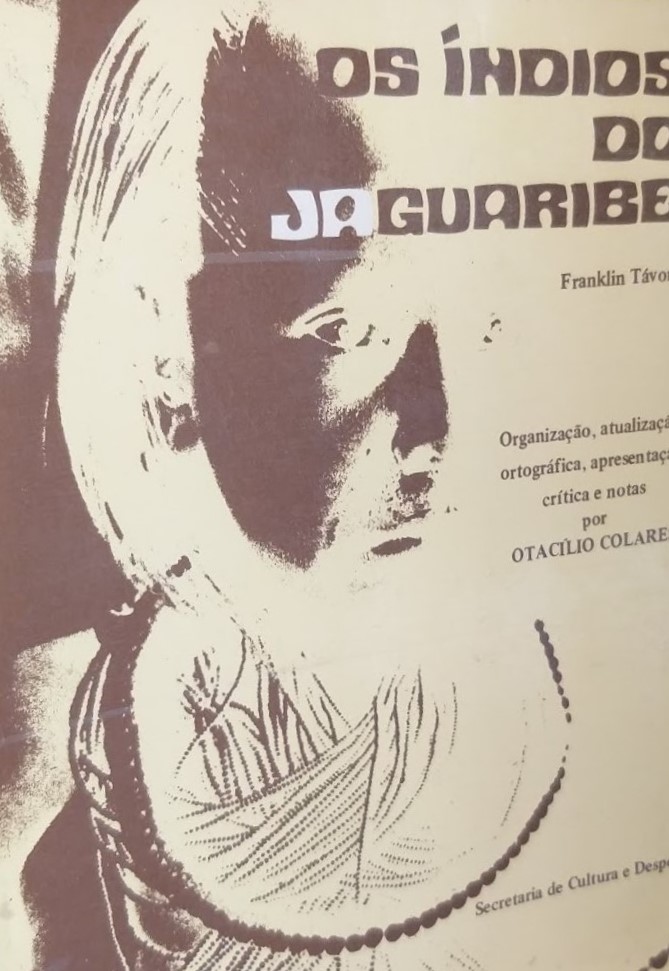 OS ÍNDIOS
DO
JAGUARIBE
Franklin Távo
Organização, atualizaçã
ortográfica, apresentaçã
crítica e notas
por
OTACÍLIO COLARE
Secretaria de Cultura e Desp